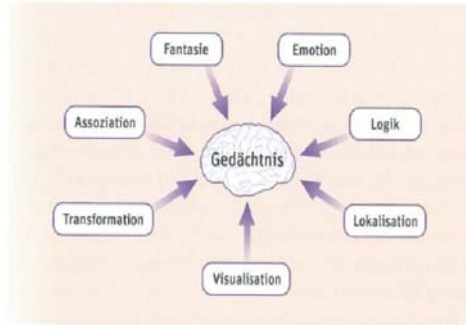 Fantasie
Emotion
Assoziation
Logik
Gedächtnis
Transformation
Lokalisation
Visualisation